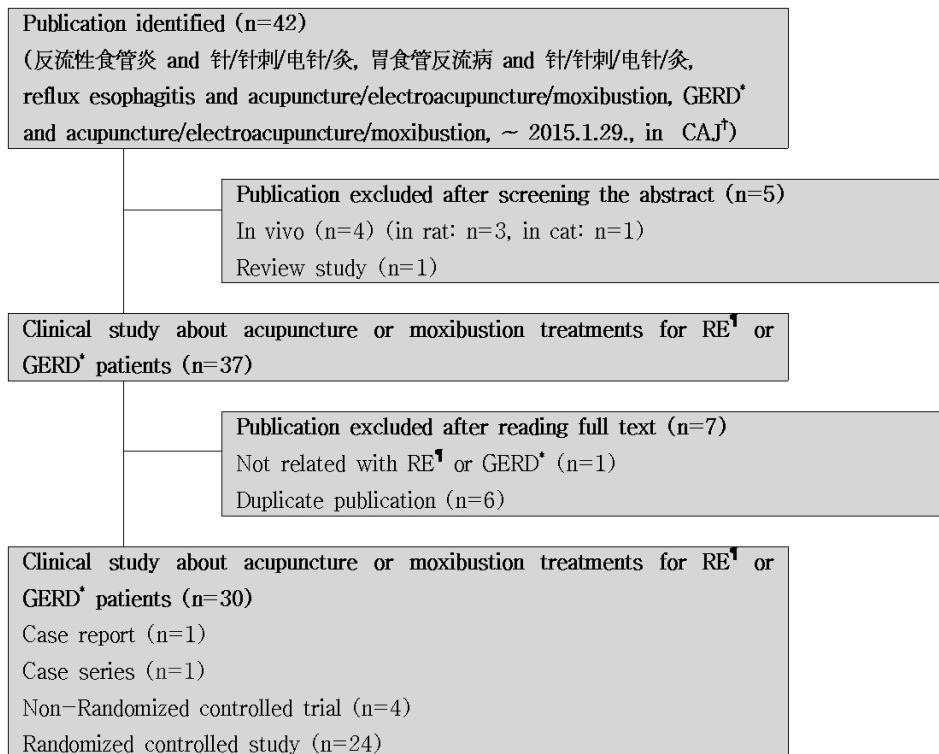 Publication identified (n=42)
(反流性食管炎 and 针/针刺/电针/灸, 胃食管反流病 and 针/针刺/电针/灸,
reflux esophagitis and acupuncture/electroacupuncture/moxibustion, GERD*
and acupuncture/electroacupuncture/moxibustion, ~ 2015.1.29., in CAJ†)
Publication excluded after screening the abstract (n=5)
In vivo (n=4) (in rat: n=3, in cat: n=1)
Review study (n=1)
Clinical study about acupuncture or moxibustion treatments for RE¶ or
GERD* patients (n=37)
Publication excluded after reading full text (n=7)
Not related with RE¶ or GERD* (n=1)
Duplicate publication (n=6)
Clinical study about acupuncture or moxibustion treatments for RE¶ or
GERD* patients (n=30)
Case report (n=1)
Case series (n=1)
Non-Randomized controlled trial (n=4)
Randomized controlled study (n=24)